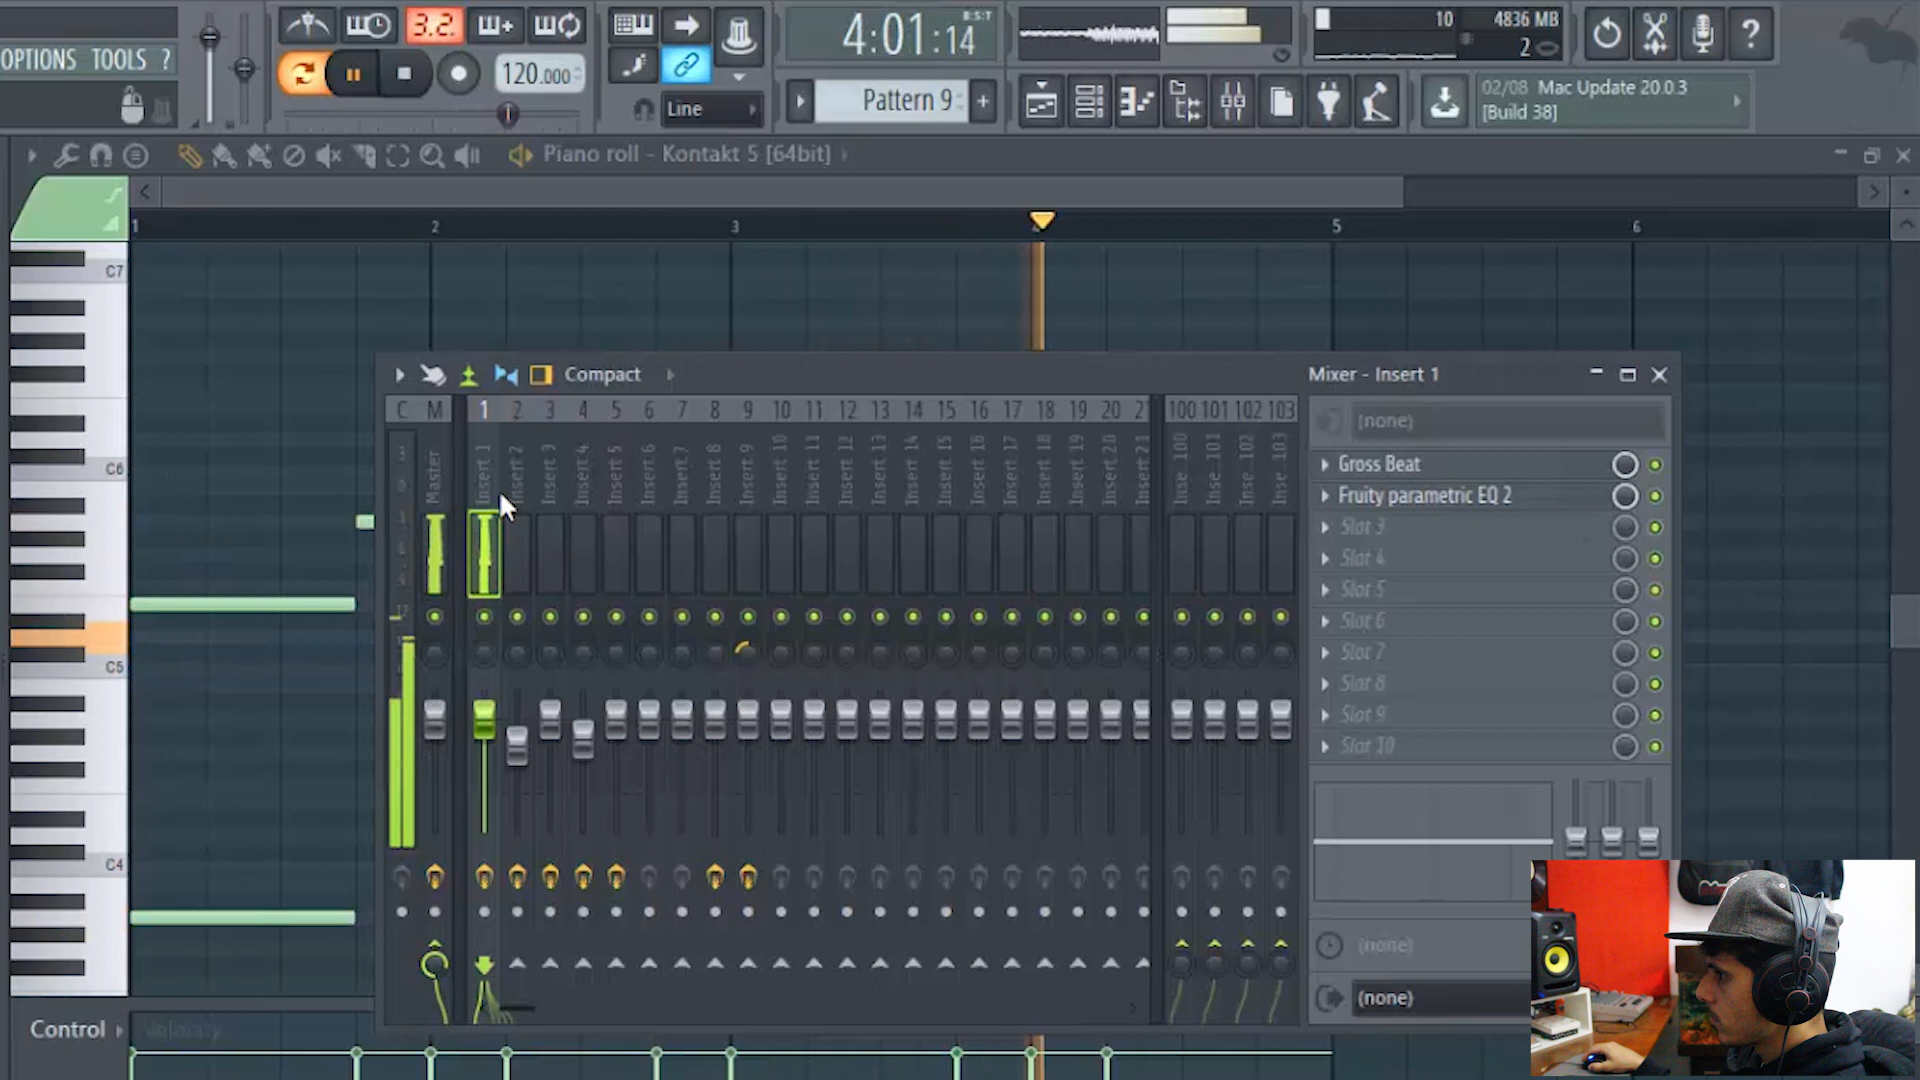 OPTIONS TOOLS ?
3.2.
120.000
Line
4:01:14
B:S:T
Pattern 9
+
10
4836 MB
2
?
02/08 Mac Update 20.0.3
[Build 38]
Piano roll - Kontakt 5 [64bit]
1 2 3 5 6
C7
C6
C5
C4
Compact
Mixer - Insert 1
C M 1 2 3 4 5 6 7 8 9 10 11 12 13 14 15 16 17 18 19 20 21 100 101 102 103
Master Insert 1 Insert 2 Insert 3 Insert 4 Insert 5 Insert 6 Insert 7 Insert 8 Insert 9 Insert 10 Insert 11 Insert 12 Insert 13 Insert 14 Insert 15 Insert 16 Insert 17 Insert 18 Insert 19 Insert 20 Insert 21 Inse..100 Inse..101 Inse..102 Inse..103
(none)
Gross Beat
Fruity parametric EQ 2
Slot 3
Slot 4
Slot 5
Slot 6
Slot 7
Slot 8
Slot 9
Slot 10
(none)
(none)
Control
Velocity